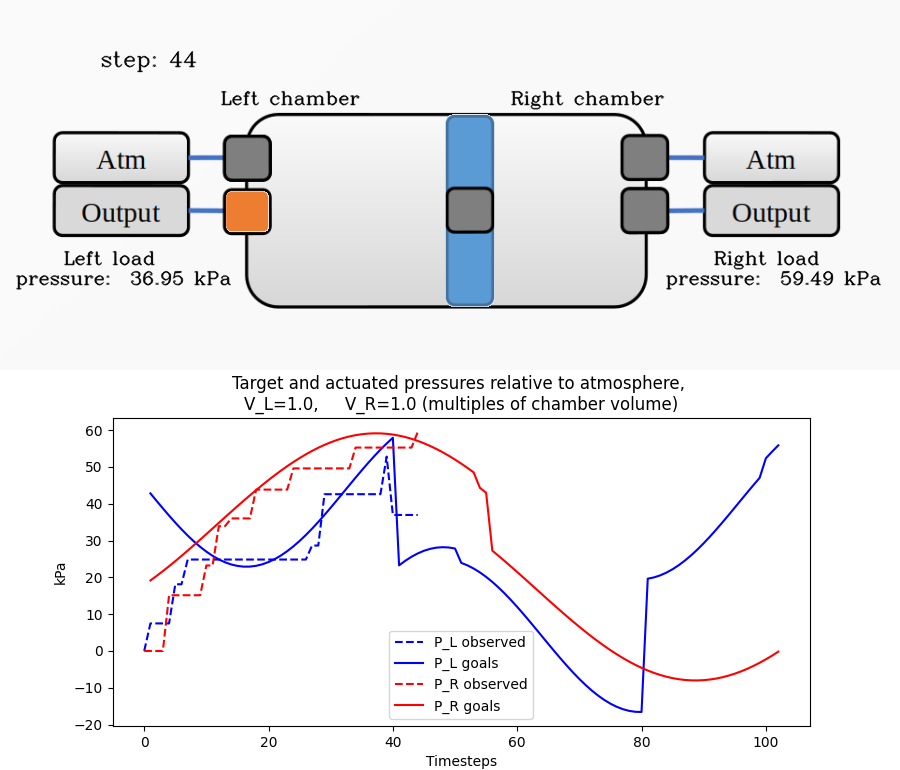 step: 44
Left chamber
Right chamber
Atm
Atm
Output
Output
Left load
pressure: 36.95 kPa
Right load
pressure: 59.49 kPa
Target and actuated pressures relative to atmosphere,
V_L=1.0, V_R=1.0 (multiples of chamber volume)
60
50
40
30
20
10
0
−10
−20
kPa
P_L observed
P_L goals
P_R observed
P_R goals
0 20 40 60 80 100
Timesteps